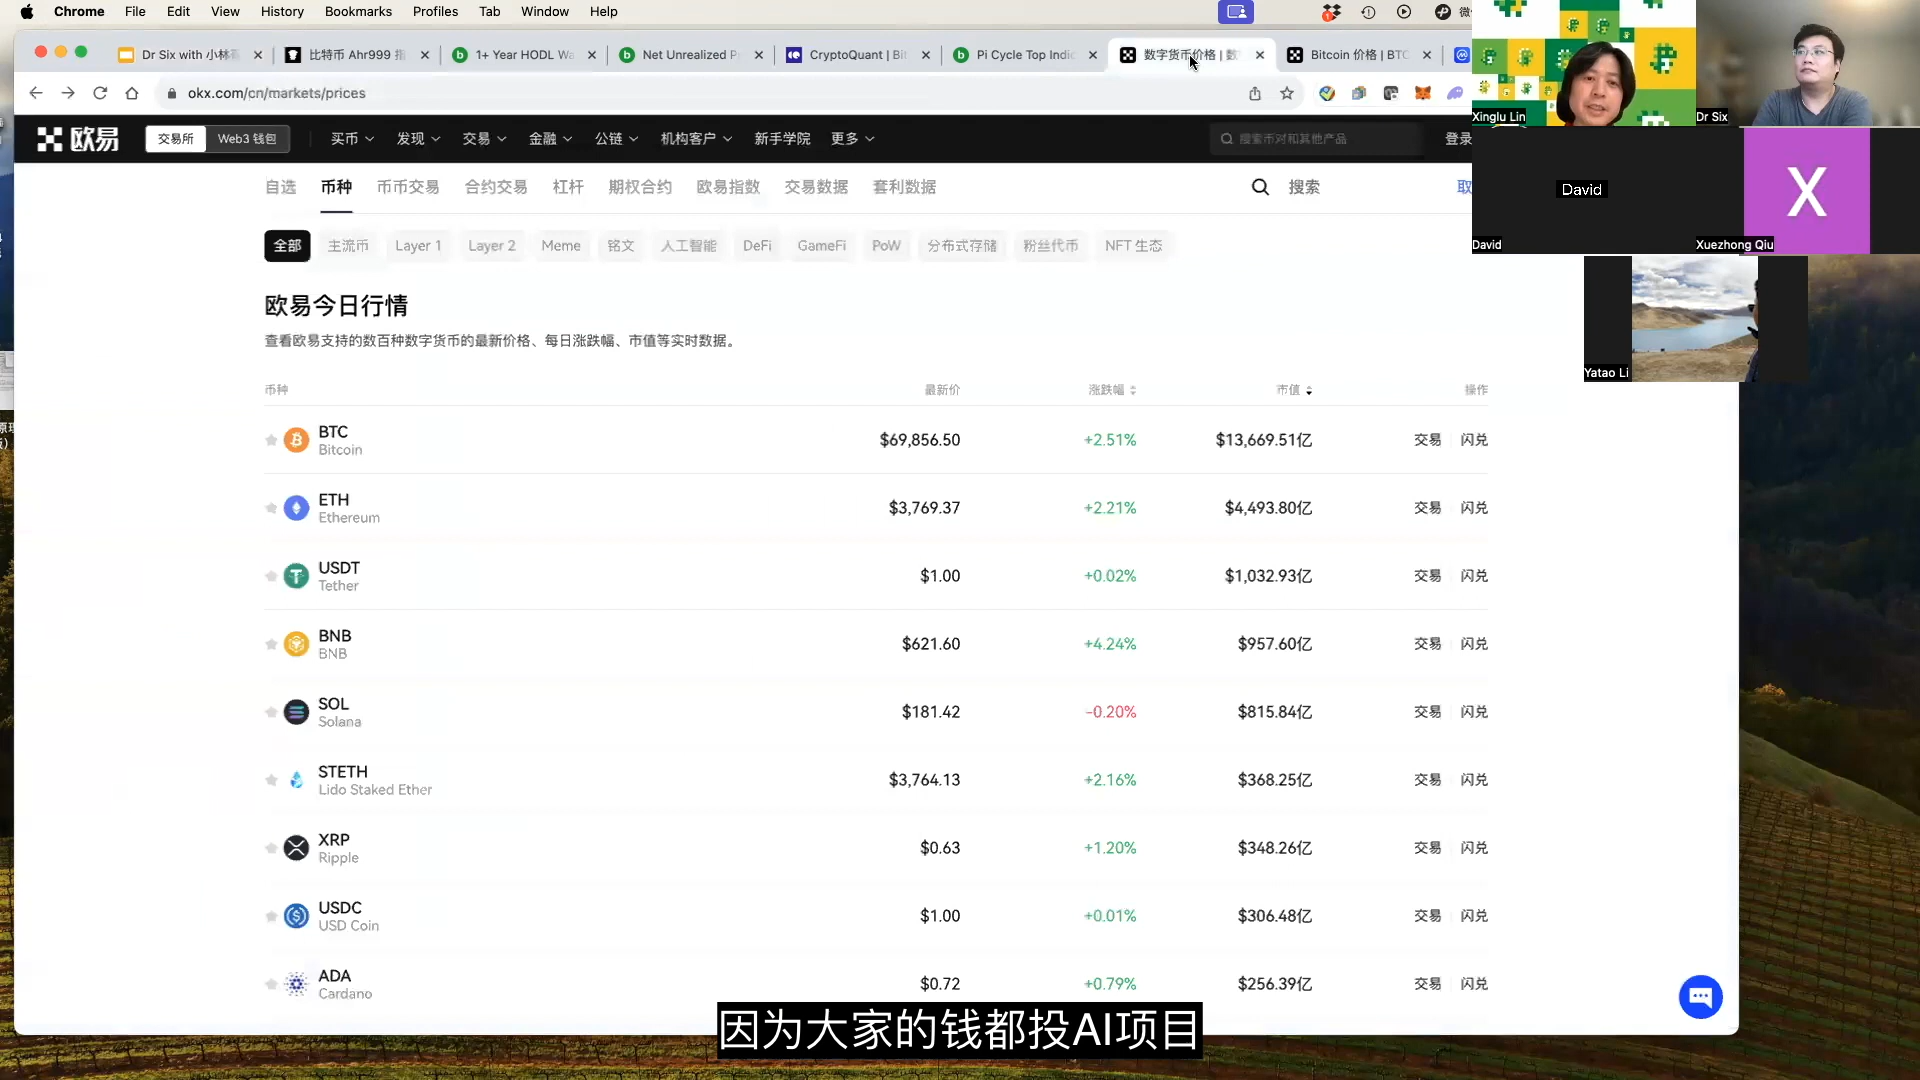 Chrome File Edit View History Bookmarks Profiles Tab Window Help
Dr Six with 小林 比特币 Ahr999 指 1+ Year HODL Wa Net Unrealized P CryptoQuant | Bit Pi Cycle Top Indic 数字货币价格 | 数 Bitcoin 价格 | BTC
okx.com/cn/markets/prices
欧易 交易所 Web3 钱包 买币 发现 交易 金融 公链 机构客户 新手学院 更多 搜索币对和其他产品 登录
自选 币种 币币交易 合约交易 杠杆 期权合约 欧易指数 交易数据 套利数据 搜索 取
全部 主流币 Layer 1 Layer 2 Meme 铭文 人工智能 DeFi GameFi PoW 分布式存储 粉丝代币 NFT 生态
欧易今日行情
查看欧易支持的数百种数字货币的最新价格、每日涨跌幅、市值等实时数据。
币种 最新价 涨跌幅 市值 操作
BTC
Bitcoin
$69,856.50 +2.51% $13,669.51亿 交易 闪兑
ETH
Ethereum
$3,769.37 +2.21% $4,493.80亿 交易 闪兑
USDT
Tether
$1.00 +0.02% $1,032.93亿 交易 闪兑
BNB
BNB
$621.60 +4.24% $957.60亿 交易 闪兑
SOL
Solana
$181.42 -0.20% $815.84亿 交易 闪兑
STETH
Lido Staked Ether
$3,764.13 +2.16% $368.25亿 交易 闪兑
XRP
Ripple
$0.63 +1.20% $348.26亿 交易 闪兑
USDC
USD Coin
$1.00 +0.01% $306.48亿 交易 闪兑
ADA
Cardano
$0.72 +0.79% $256.39亿 交易 闪兑
Xinglu Lin
Dr Six
David
David
X
Xuezhong Qiu
Yatao Li
因为大家的钱都投AI项目